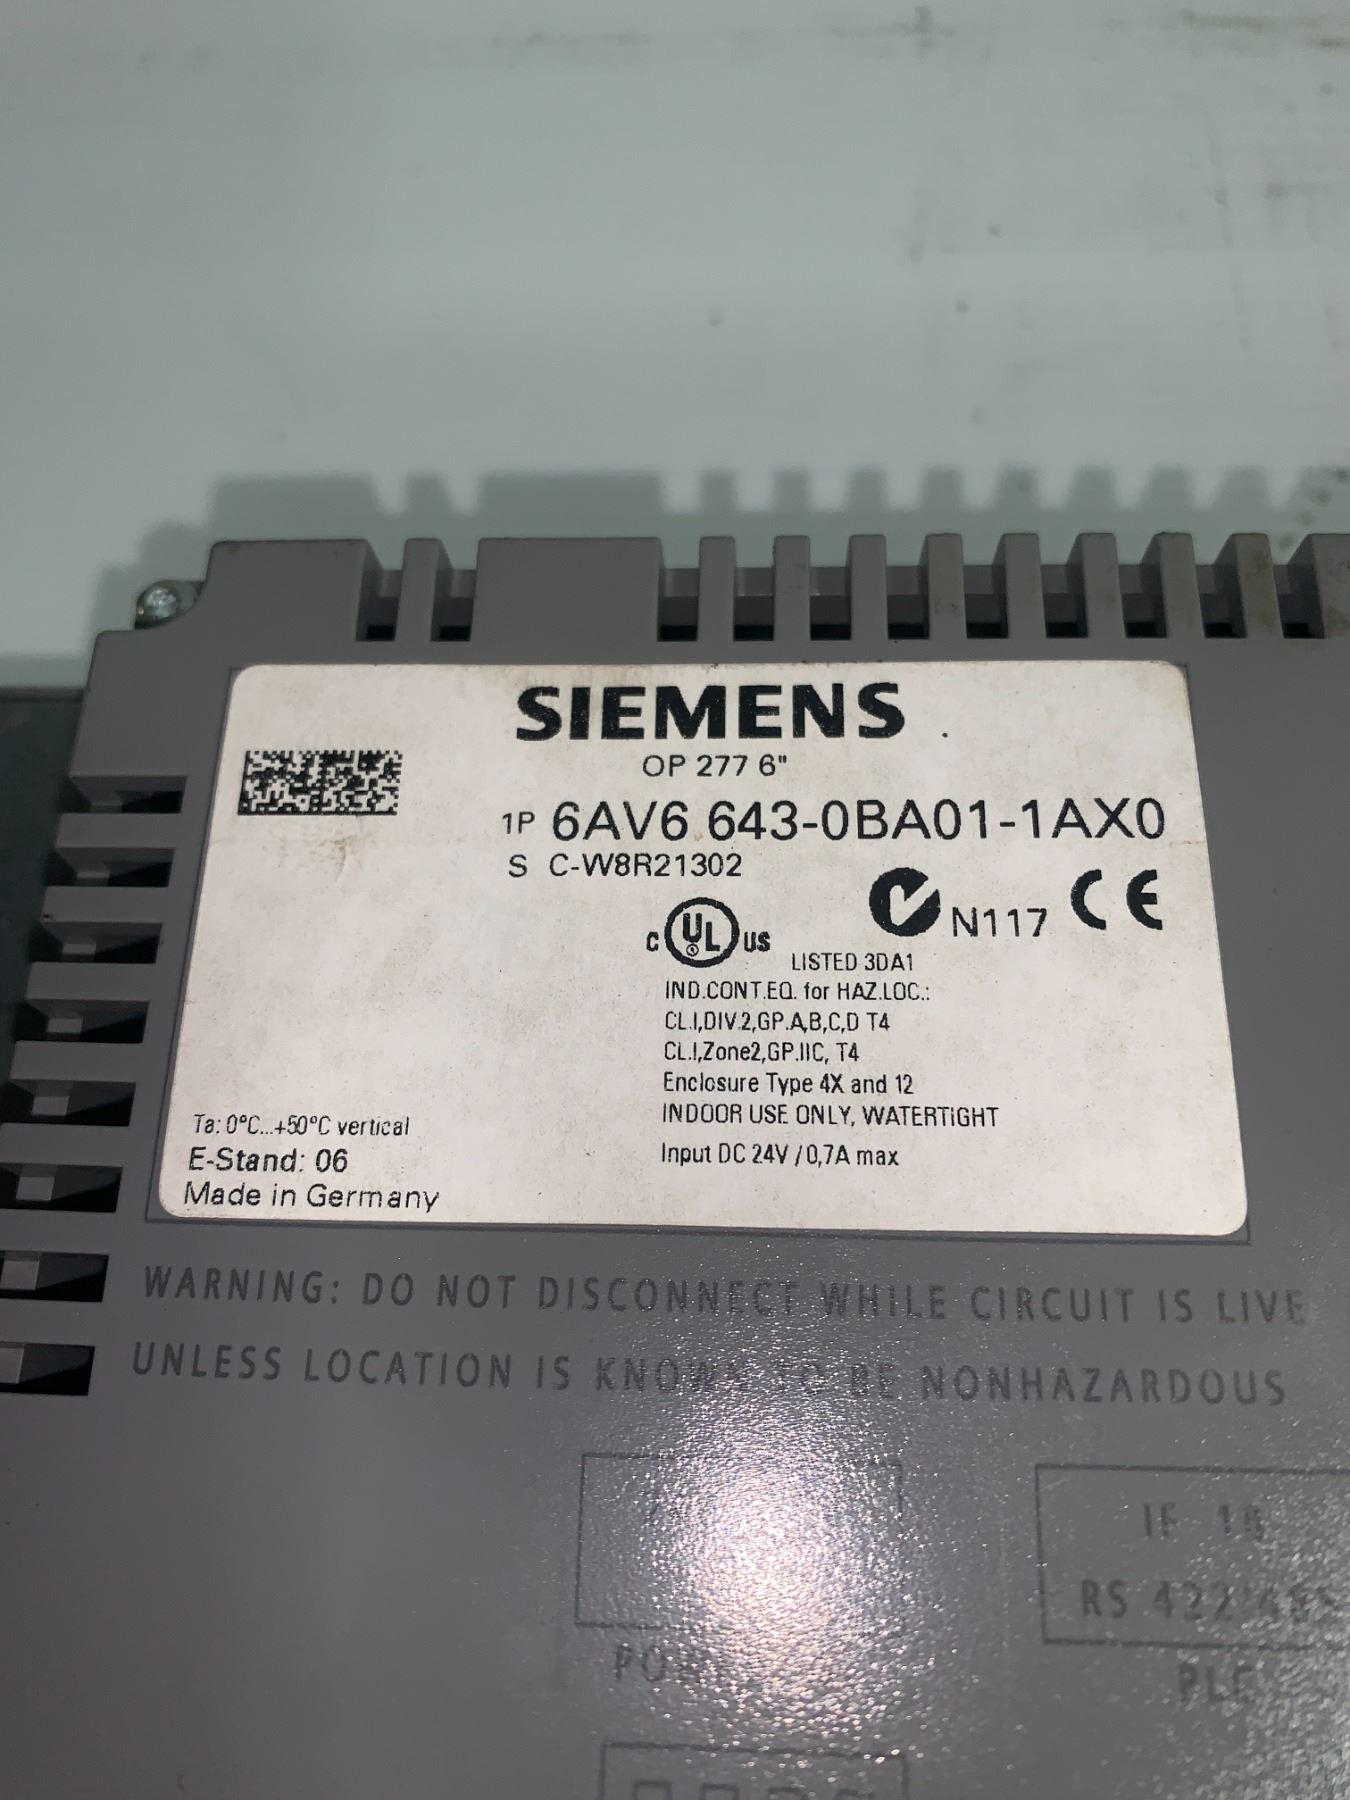 SIEMENS
OP 277 6"
1P 6AV6 643-0BA01-1AX0
S C-W8R21302
N117 CE
C UL US
LISTED 3DA1
IND.CONT.EQ. for HAZ.LOC.:
CL.I,DIV.2,GP.A,B,C,D T4
CL.I,Zone2,GP.IIC, T4
Enclosure Type 4X and 12
INDOOR USE ONLY, WATERTIGHT
Input DC 24V / 0,7A max
Ta: 0°C...+50°C vertical
E-Stand: 06
Made in Germany
WARNING: DO NOT DISCONNECT WHILE CIRCUIT IS LIVE
UNLESS LOCATION IS KNOWN TO BE NONHAZARDOUS
IF 1B
RS 422/485
PLC